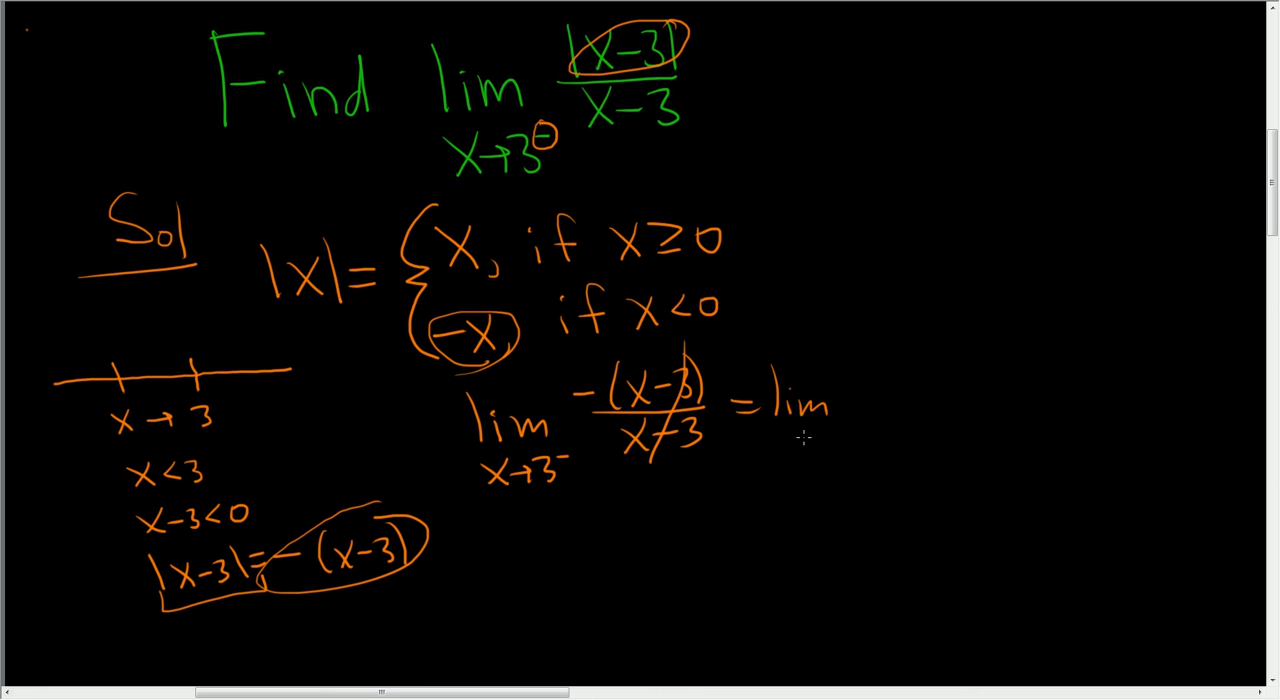 Find lim |x-3|
x→3⁻ x-3
Sol
|x| = { x, if x ≥ 0
-x if x < 0
x → 3
x < 3
x-3 < 0
|x-3| = -(x-3)
lim -(x-3) = lim
x→3⁻ x-3